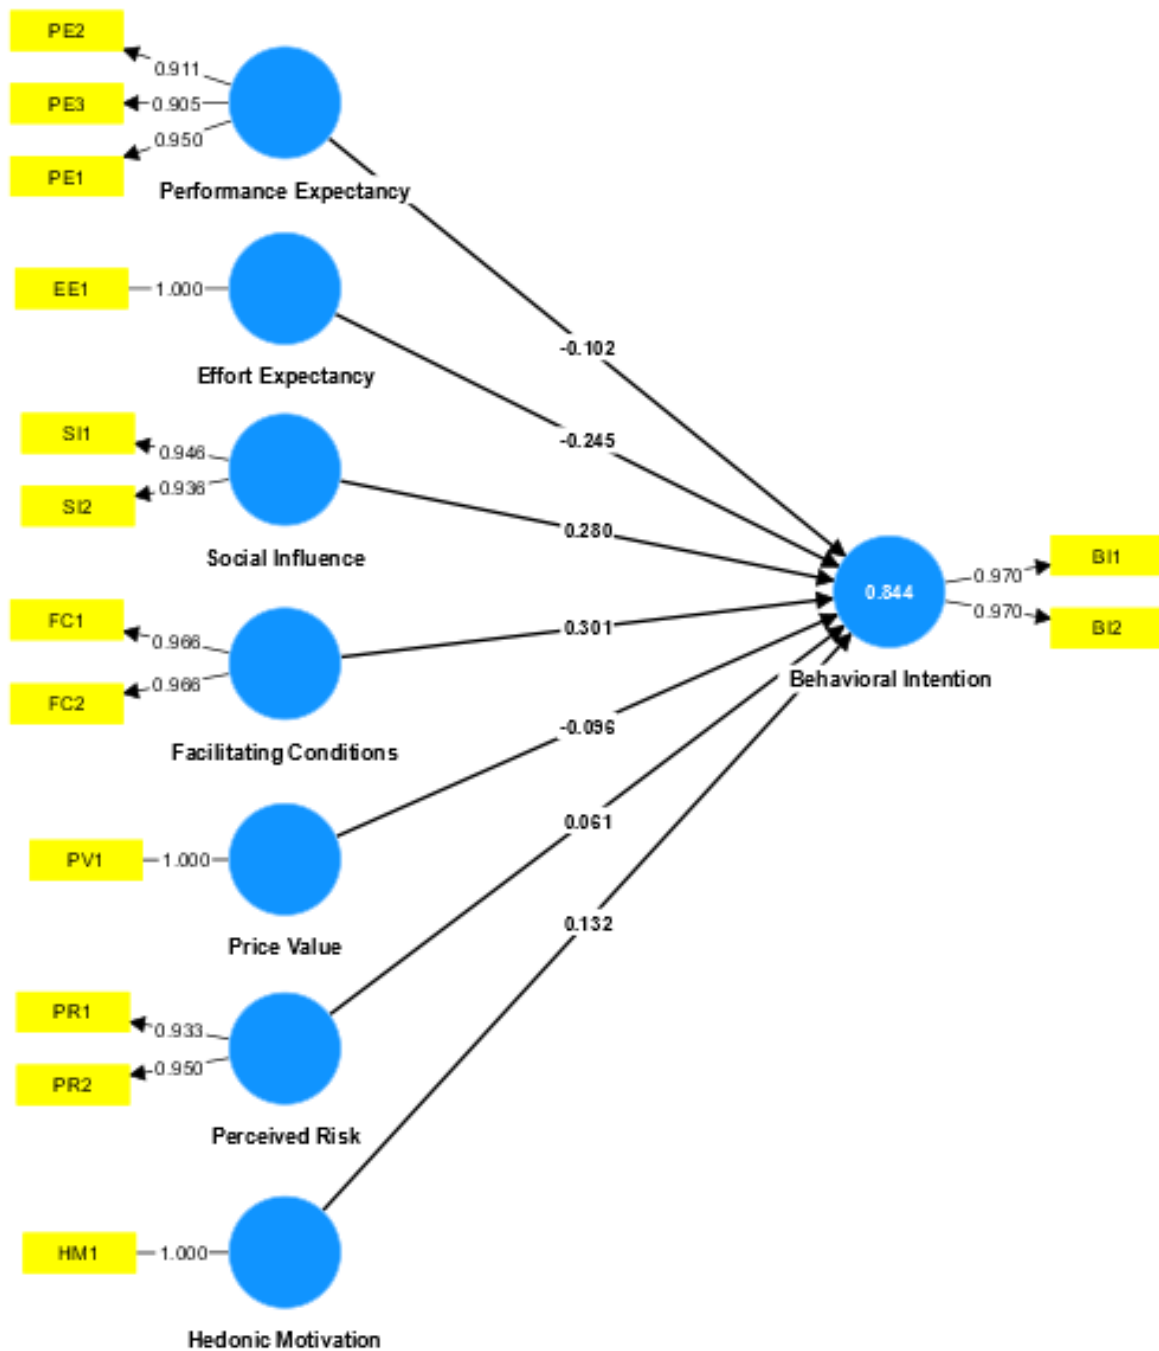 PE2
0.911
PE3
0.905
0.950
PE1
Performance Expectancy
EE1
1.000
Effort Expectancy
SI1
0.946
SI2
0.936
Social Influence
FC1
0.966
FC2
0.966
Facilitating Conditions
PV1
1.000
Price Value
PR1
0.933
PR2
0.950
Perceived Risk
HM1
1.000
Hedonic Motivation
-0.102
-0.245
0.280
0.301
-0.096
0.061
0.132
0.844
Behavioral Intention
0.970
BI1
0.970
BI2